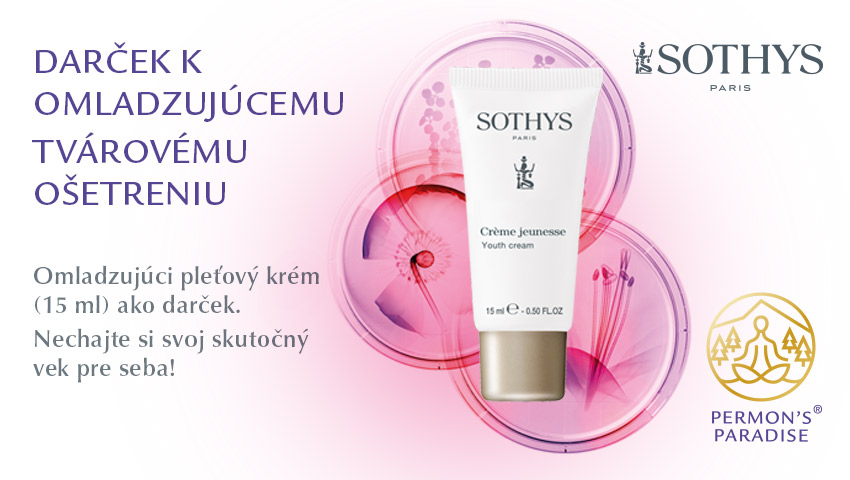 DARČEK K
OMLADZUJÚCEMU
TVÁROVÉMU
OŠETRENIU
Omladzujúci pleťový krém
(15 ml) ako darček.
Nechajte si svoj skutočný
vek pre seba!
SOTHYS
PARIS
Crème jeunesse
Youth cream
15 ml ℮ - 0.50 FL.OZ
SOTHYS
PARIS
PERMON'S®
PARADISE